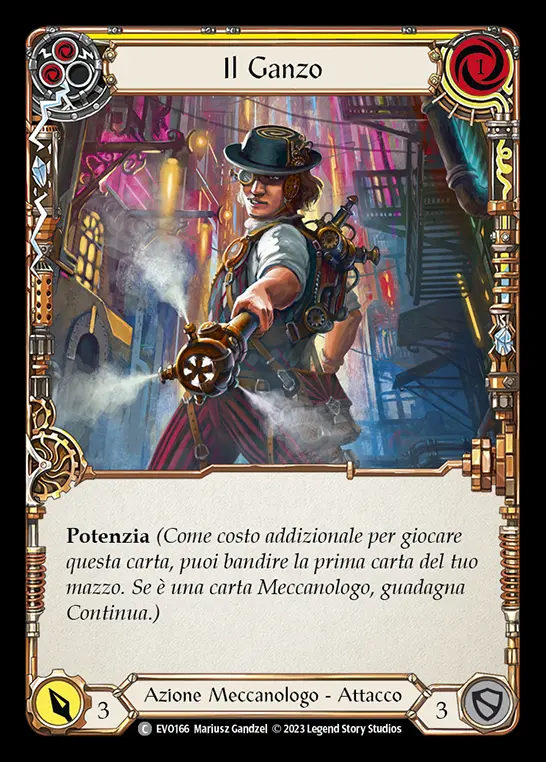 Il Ganzo
1
Potenzia (Come costo addizionale per giocare
questa carta, puoi bandire la prima carta del tuo
mazzo. Se è una carta Meccanologo, guadagna
Continua.)
3
Azione Meccanologo - Attacco
3
C EVO166 Mariusz Gandzel © 2023 Legend Story Studios